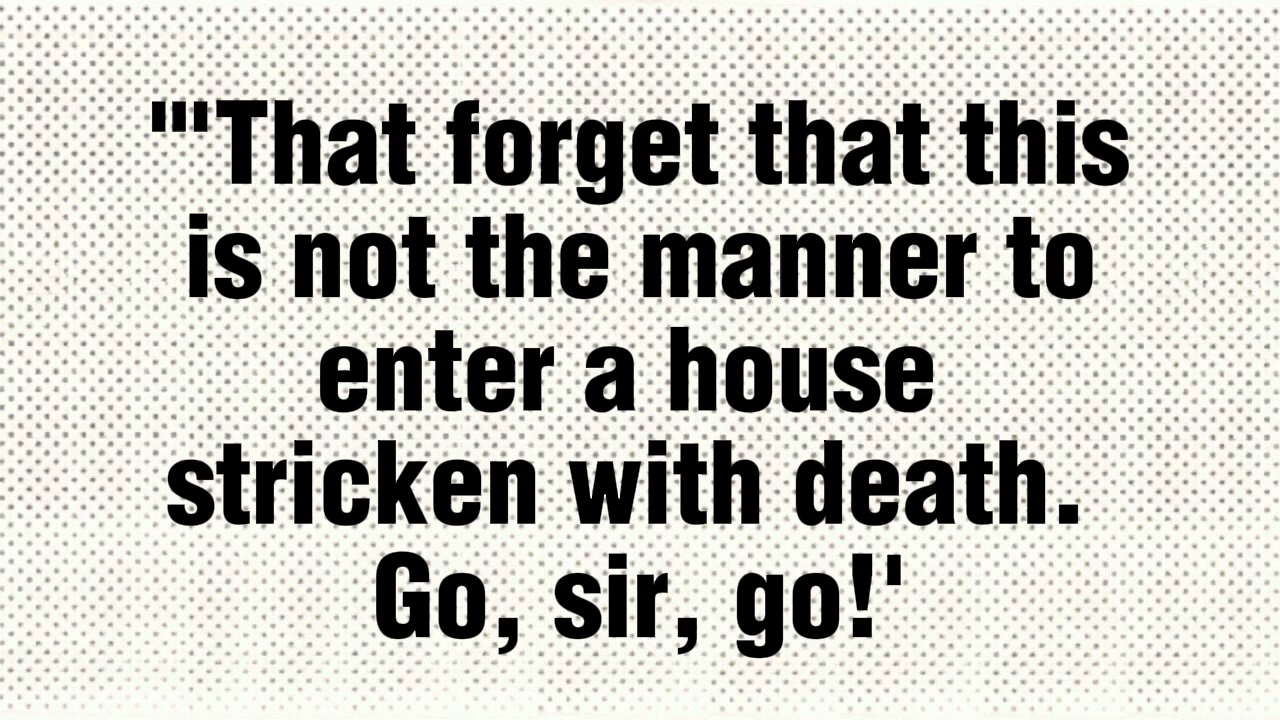 "'That forget that this
is not the manner to
enter a house
stricken with death.
Go, sir, go!'